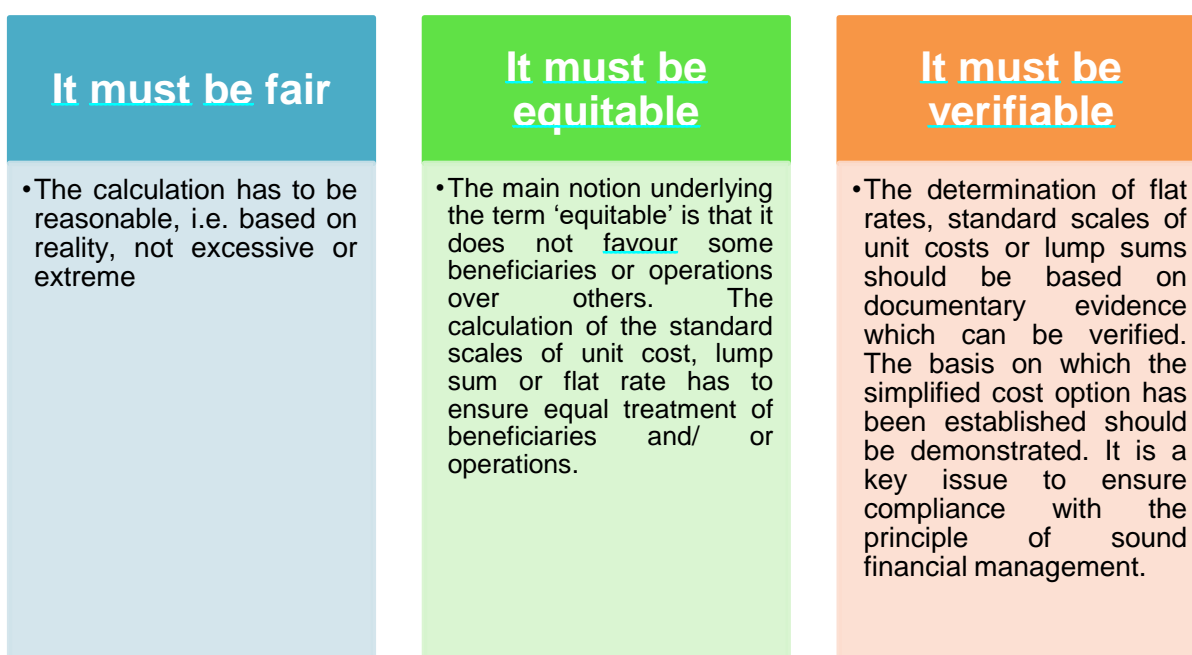 It must be fair
•The calculation has to be
reasonable, i.e. based on
reality, not excessive or
extreme
It must be
equitable
•The main notion underlying
the term ‘equitable’ is that it
does not favour some
beneficiaries or operations
over others. The
calculation of the standard
scales of unit cost, lump
sum or flat rate has to
ensure equal treatment of
beneficiaries and/ or
operations.
It must be
verifiable
•The determination of flat
rates, standard scales of
unit costs or lump sums
should be based on
documentary evidence
which can be verified.
The basis on which the
simplified cost option has
been established should
be demonstrated. It is a
key issue to ensure
compliance with the
principle of sound
financial management.